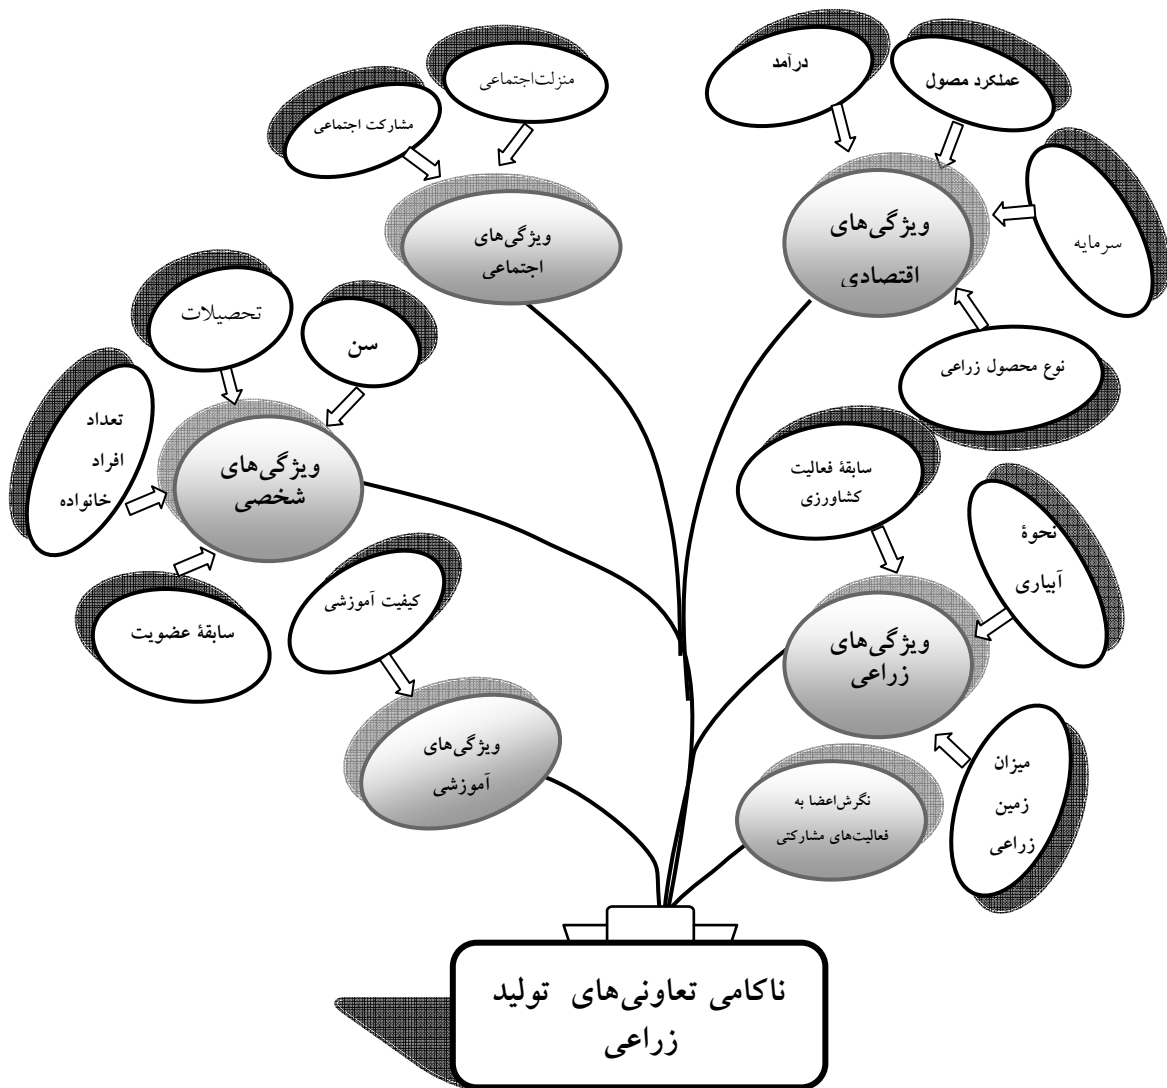 منزلت‌اجتماعی
مشارکت اجتماعی
ویژگی‌های
اجتماعی
درآمد
عملکرد مصول
سرمایه
ویژگی‌های
اقتصادی
نوع محصول زراعی
تحصیلات
سن
تعداد
افراد
خانواده
سابقهٔ عضویت
ویژگی‌های
شخصی
سابقهٔ فعالیت
کشاورزی
نحوهٔ
آبیاری
میزان
زمین
زراعی
ویژگی‌های
زراعی
کیفیت آموزشی
ویژگی‌های
آموزشی
نگرش‌اعضا به
فعالیت‌های مشارکتی
ناکامی تعاونی‌های تولید
زراعی